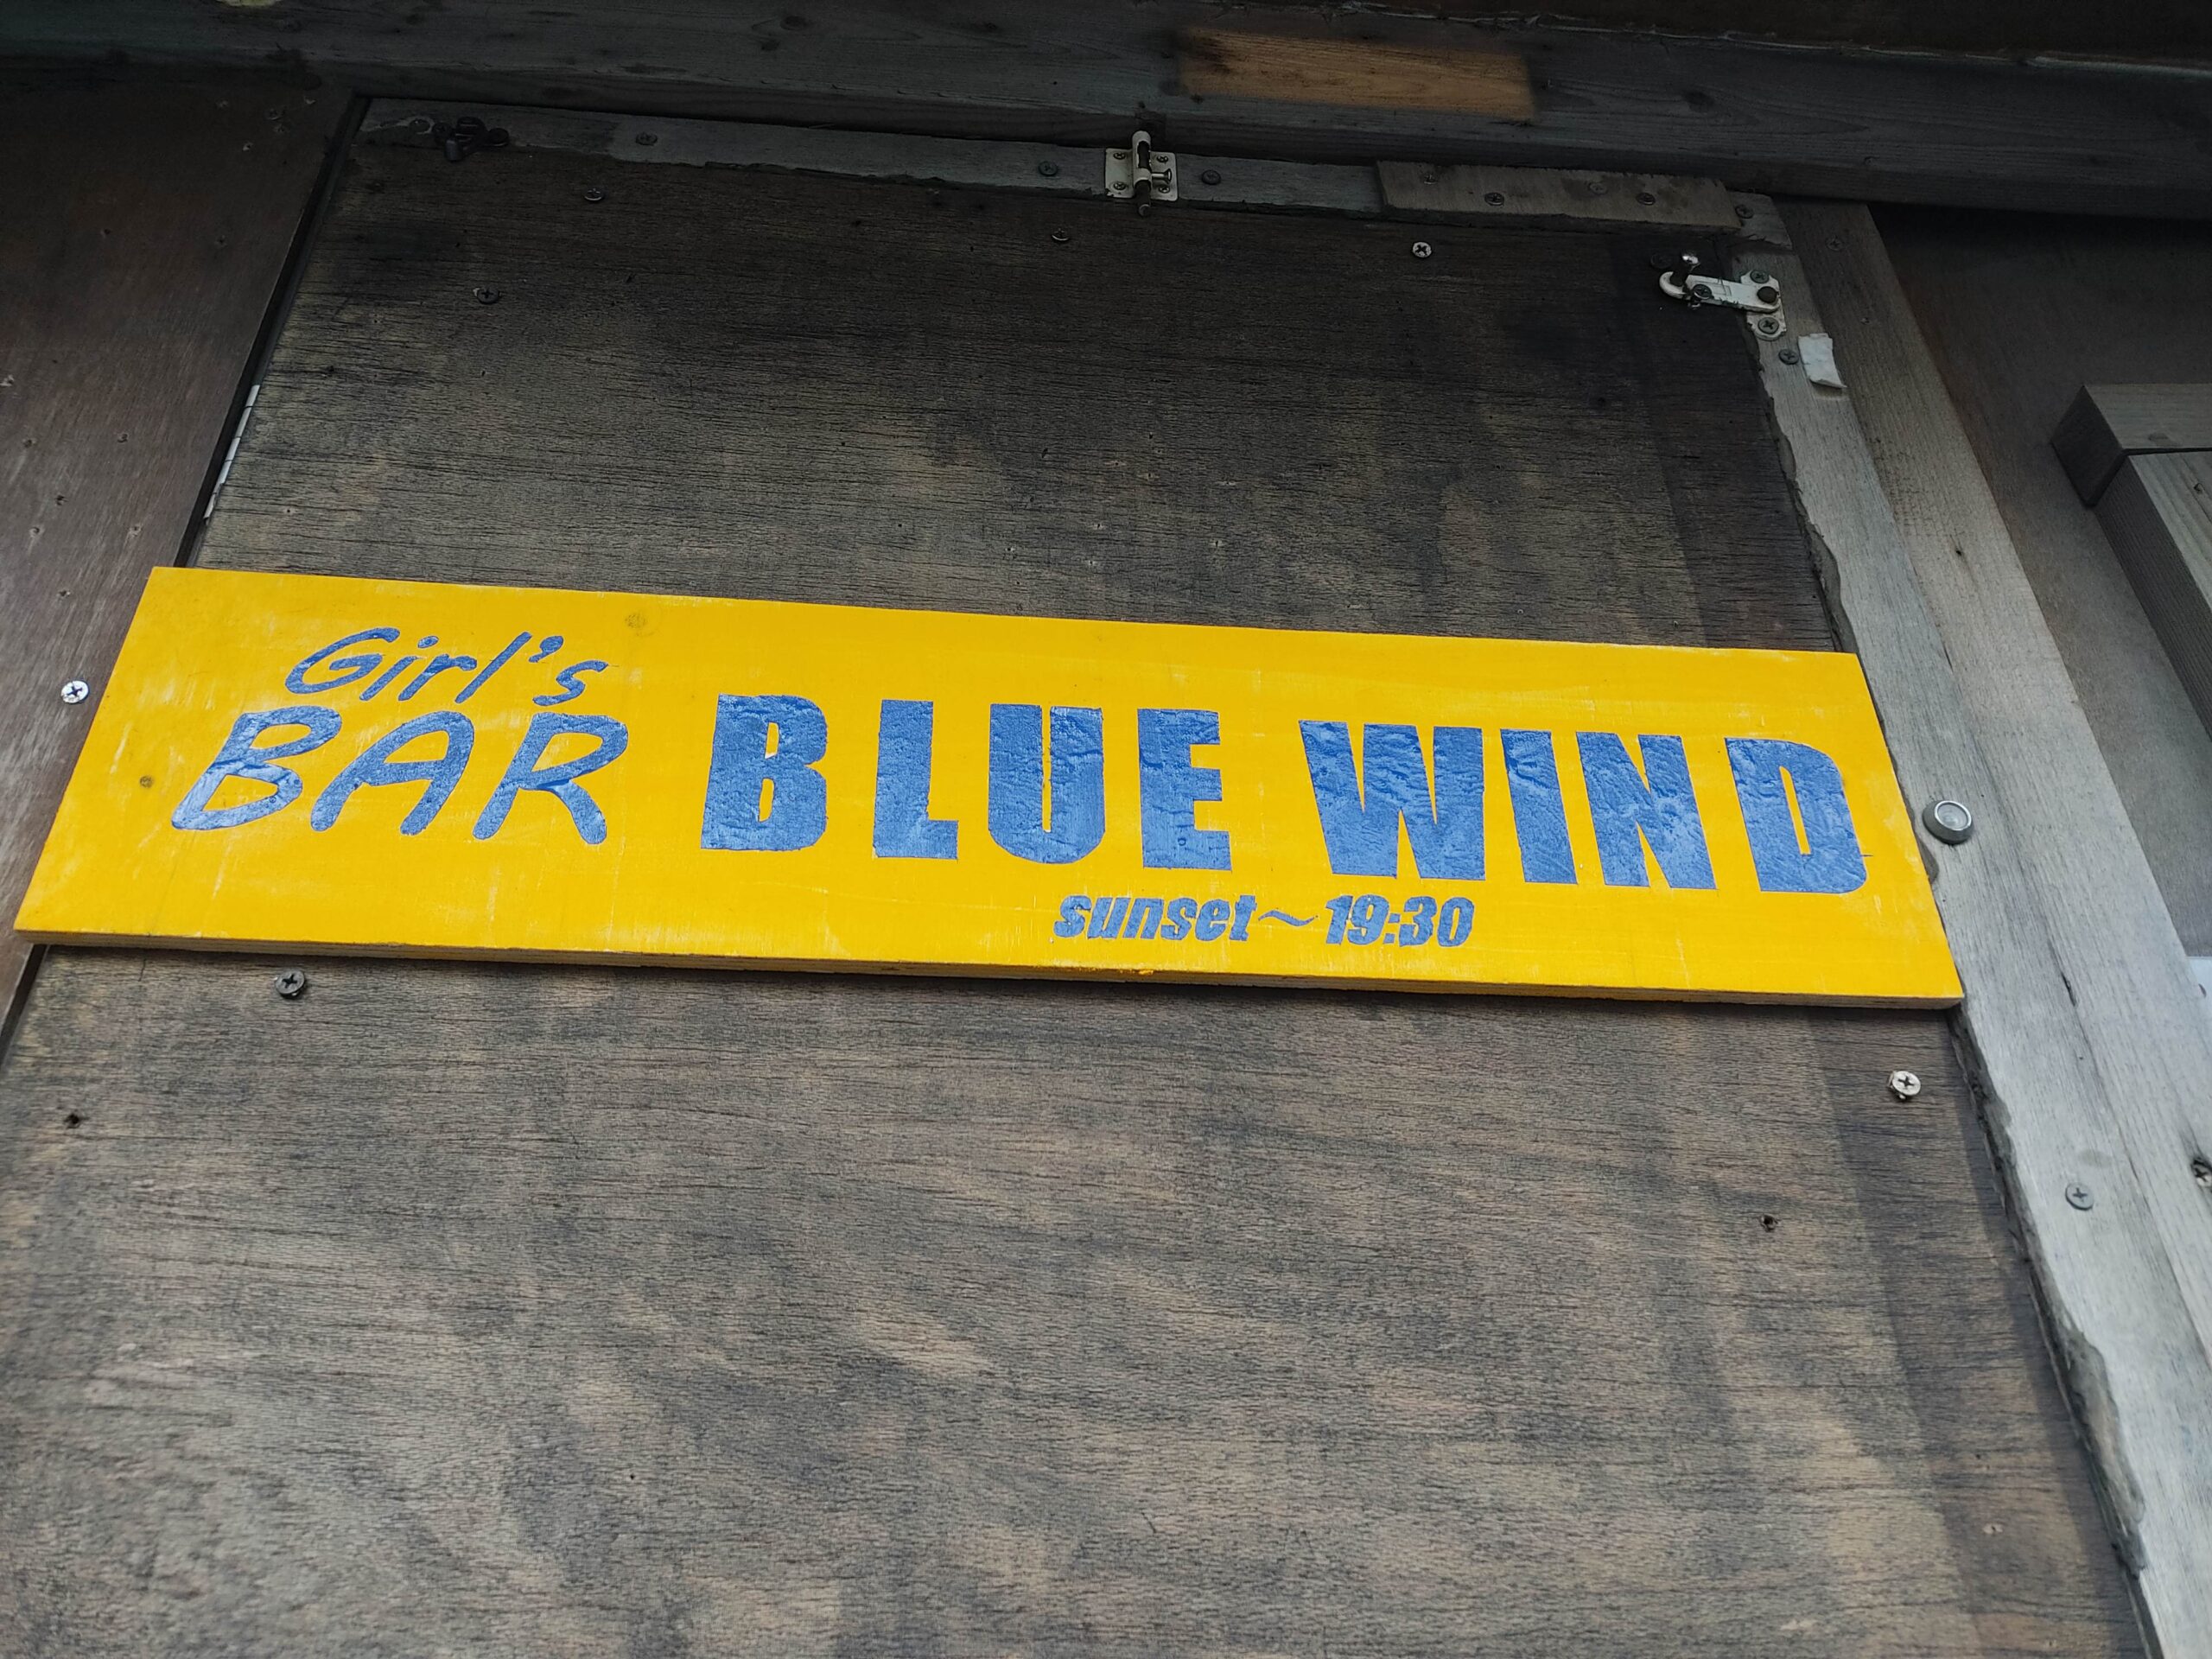 Girl's
BAR BLUE WIND
sunset～19:30